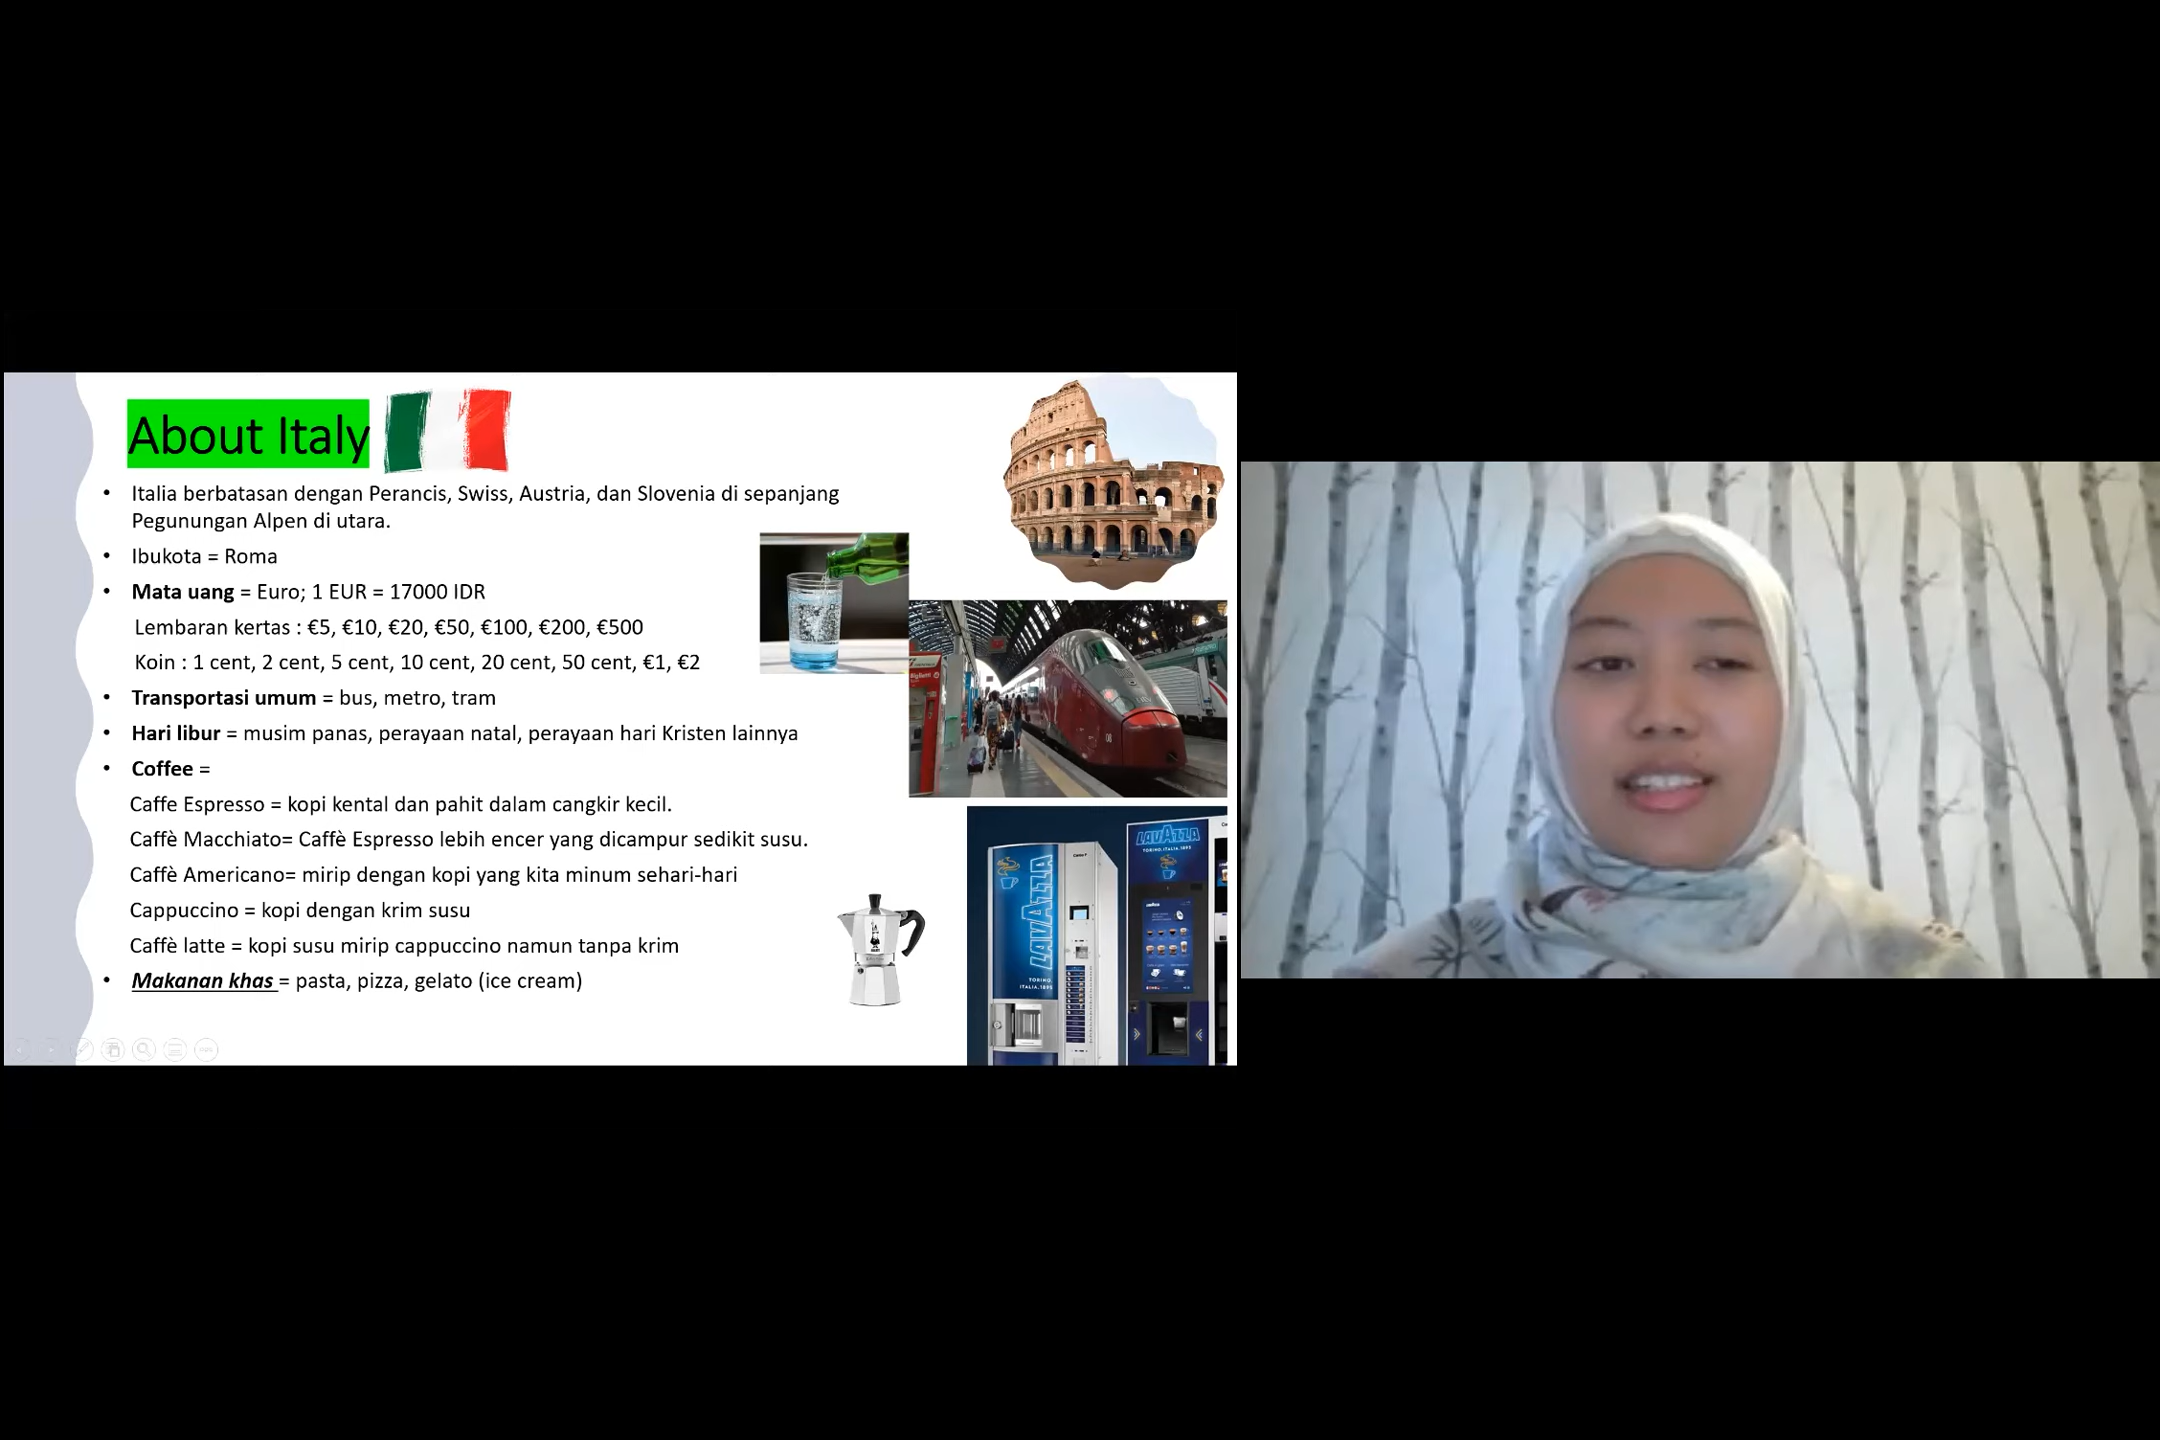 About Italy
• Italia berbatasan dengan Perancis, Swiss, Austria, dan Slovenia di sepanjang
Pegunungan Alpen di utara.
• Ibukota = Roma
• Mata uang = Euro; 1 EUR = 17000 IDR
Lembaran kertas : €5, €10, €20, €50, €100, €200, €500
Koin : 1 cent, 2 cent, 5 cent, 10 cent, 20 cent, 50 cent, €1, €2
• Transportasi umum = bus, metro, tram
• Hari libur = musim panas, perayaan natal, perayaan hari Kristen lainnya
• Coffee =
Caffe Espresso = kopi kental dan pahit dalam cangkir kecil.
Caffè Macchiato= Caffè Espresso lebih encer yang dicampur sedikit susu.
Caffè Americano= mirip dengan kopi yang kita minum sehari-hari
Cappuccino = kopi dengan krim susu
Caffè latte = kopi susu mirip cappuccino namun tanpa krim
• Makanan khas = pasta, pizza, gelato (ice cream)
Biglietti
LAVAZZA
TORINO,
ITALIA, 1895
LAVAZZA
TORINO, ITALIA, 1895